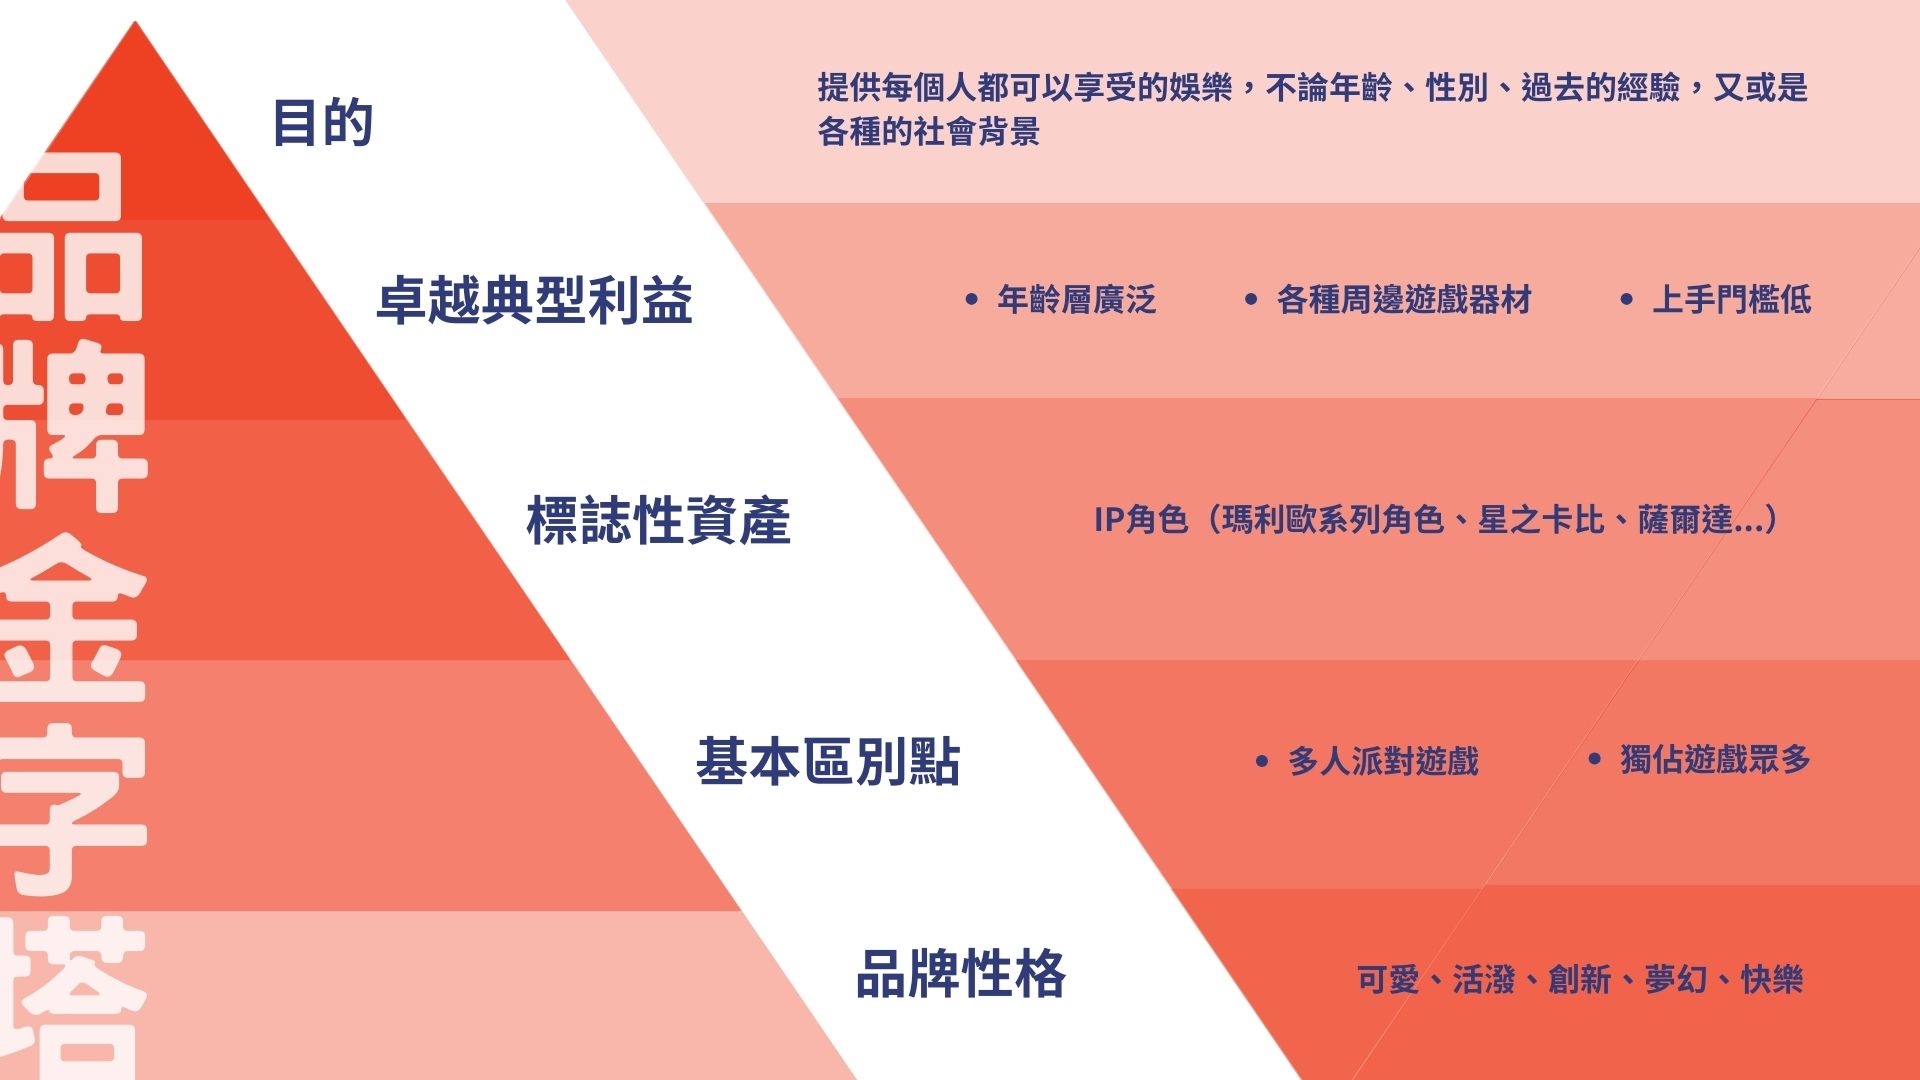 品牌金字塔
目的
提供每個人都可以享受的娛樂，不論年齡、性別、過去的經驗，又或是
各種的社會背景
卓越典型利益
• 年齡層廣泛
• 各種周邊遊戲器材
• 上手門檻低
標誌性資產
IP角色（瑪利歐系列角色、星之卡比、薩爾達...）
基本區別點
• 多人派對遊戲
• 獨佔遊戲眾多
品牌性格
可愛、活潑、創新、夢幻、快樂